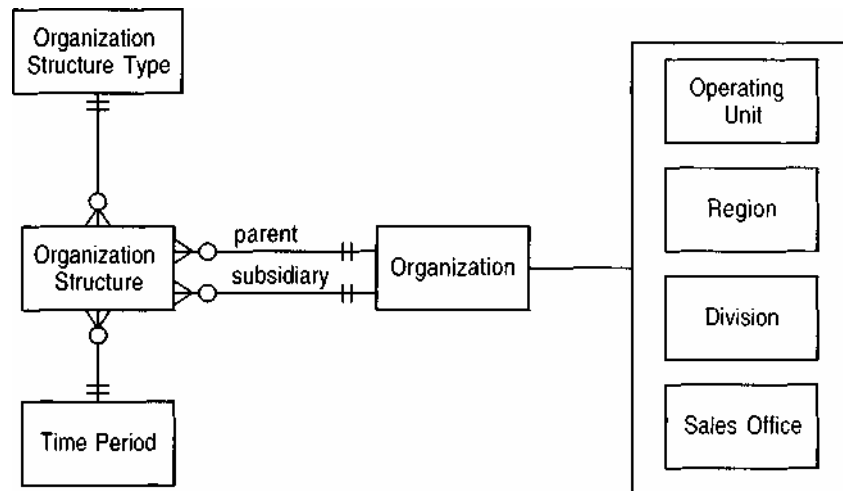 Organization
Structure Type
Operating
Unit
Region
parent
Organization
Structure
Organization
subsidiary
Division
Time Period
Sales Office